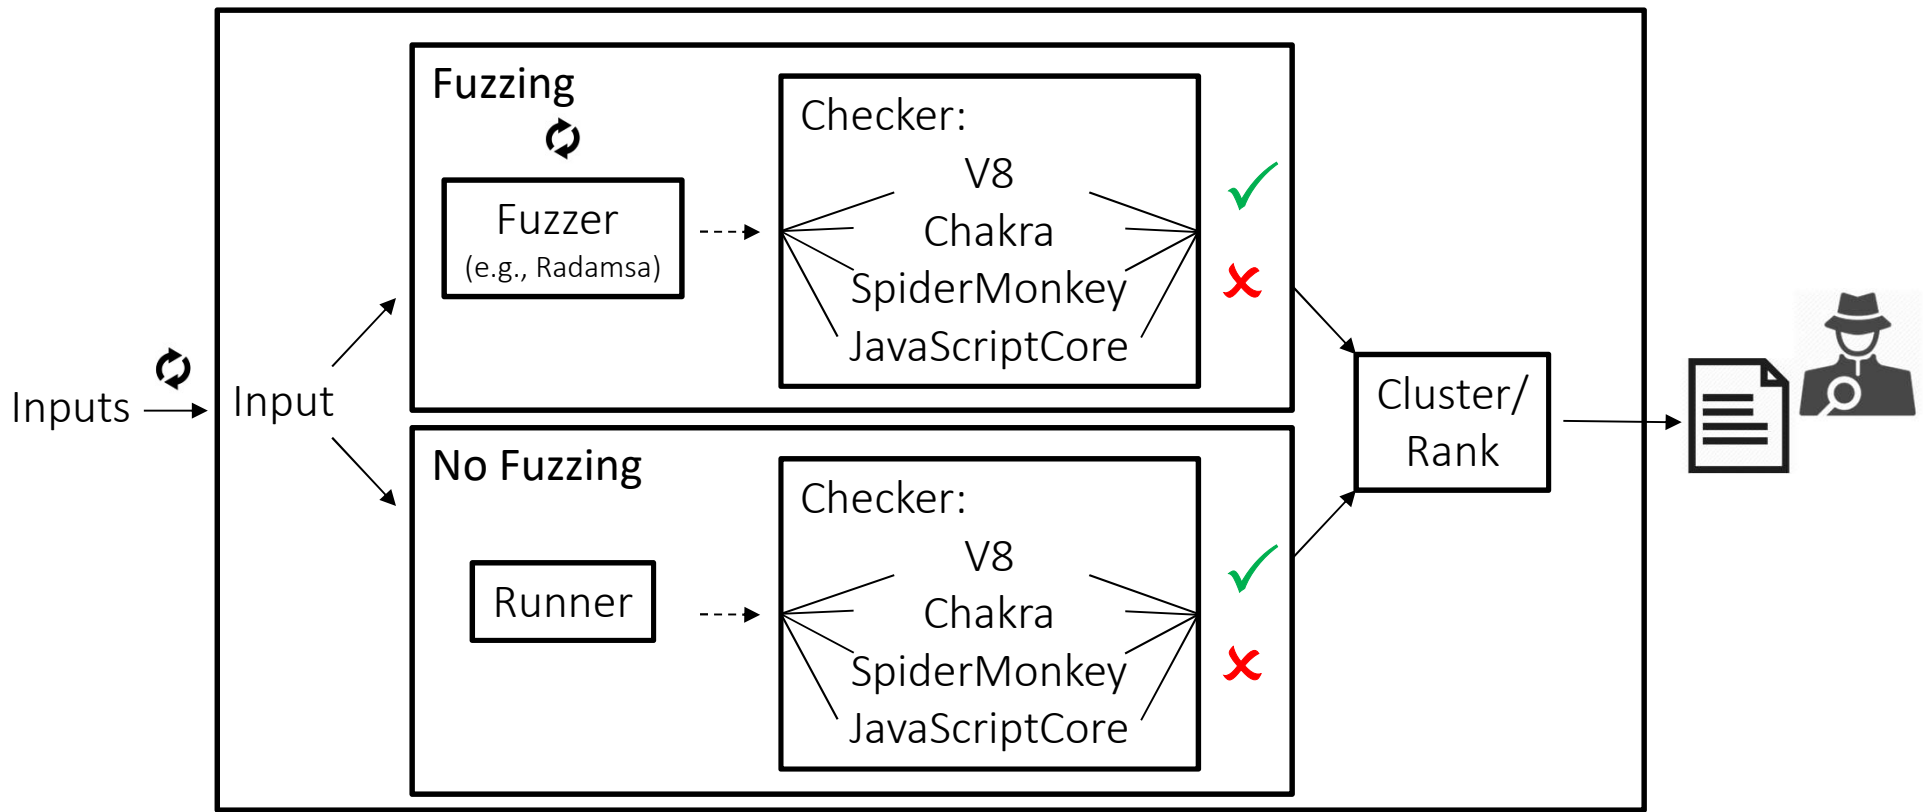 Inputs
Input
Fuzzing
Fuzzer
(e.g., Radamsa)
Checker:
V8
Chakra
SpiderMonkey
JavaScriptCore
No Fuzzing
Runner
Checker:
V8
Chakra
SpiderMonkey
JavaScriptCore
Cluster/
Rank